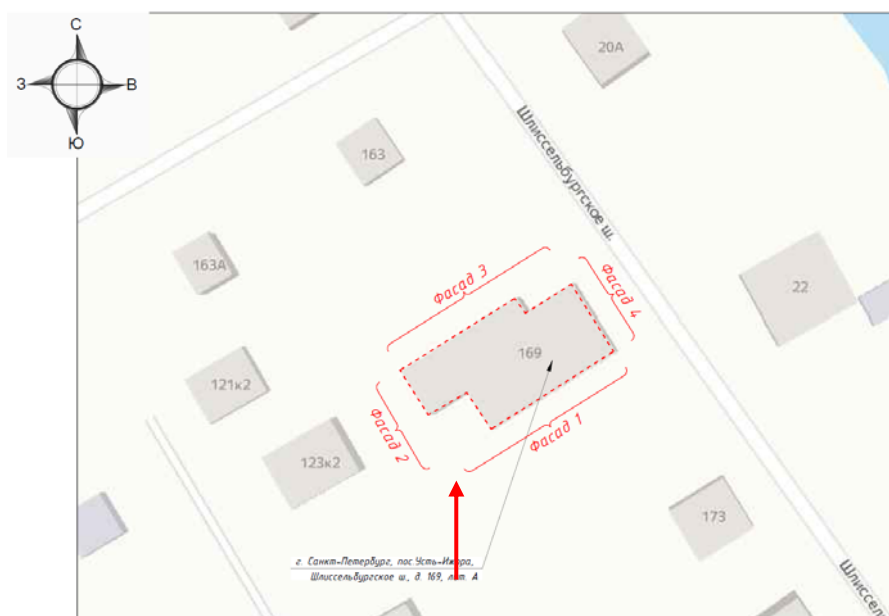 С
З
В
Ю
20А
Шлиссельбургское ш.
163
163А
Фасад 3
Фасад 4
22
169
121к2
Фасад 2
Фасад 1
123к2
173
г. Санкт-Петербург, пос.Усть-Ижора,
Шлиссельбургское ш., д. 169, лит. А
Шлиссель